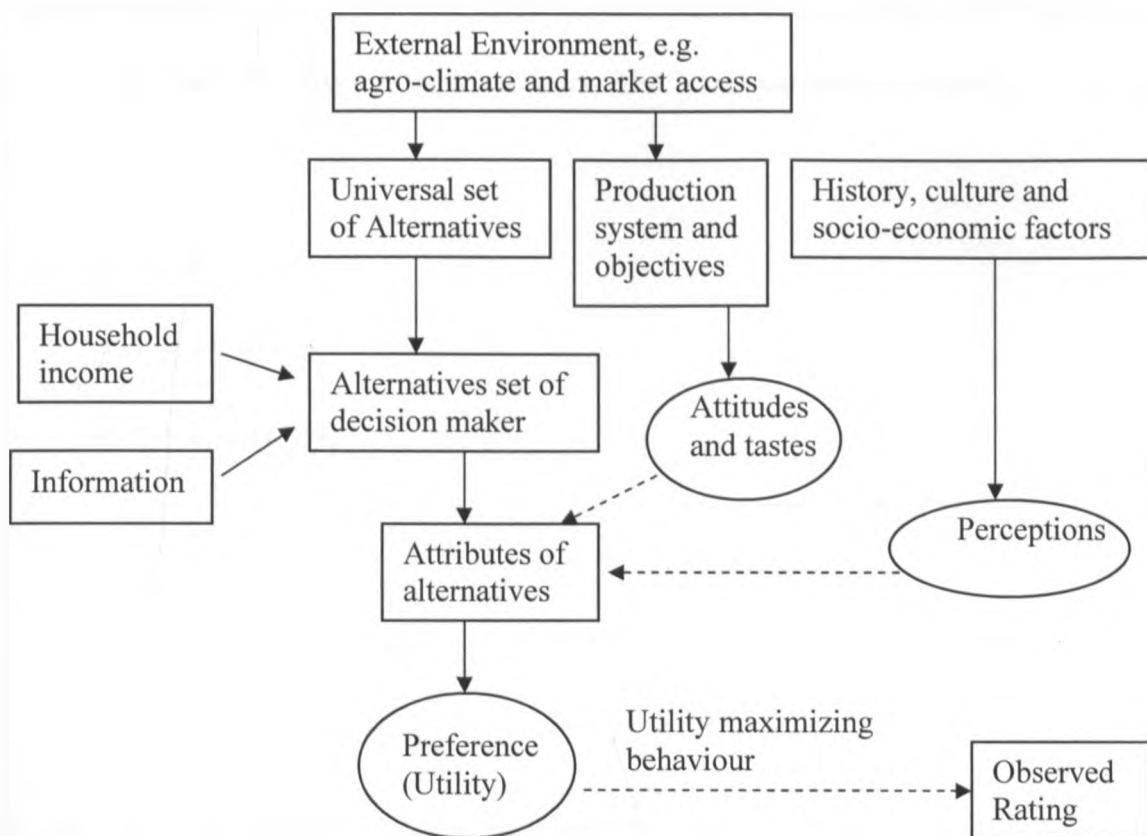 External Environment, e.g.
agro-climate and market access
Universal set
of Alternatives
Production
system and
objectives
History, culture and
socio-economic factors
Household
income
Alternatives set of
decision maker
Attitudes
and tastes
Information
Attributes of
alternatives
Perceptions
Preference
(Utility)
Utility maximizing
behaviour
Observed
Rating